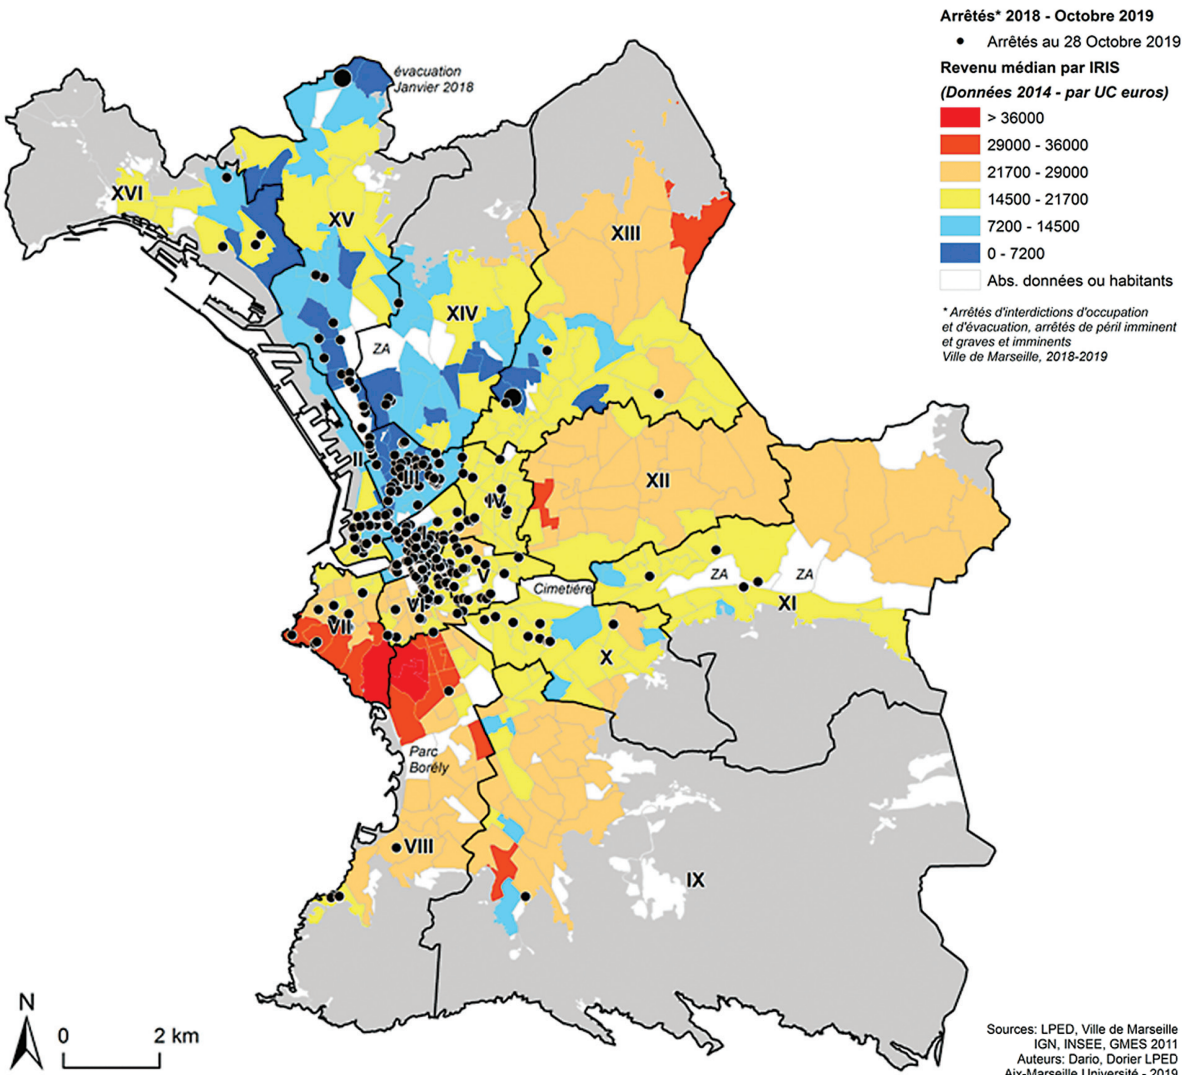 Arrêtés* 2018 - Octobre 2019
Arrêtés au 28 Octobre 2019
Revenu médian par IRIS
(Données 2014 - par UC euros)
> 36000
29000 - 36000
21700 - 29000
14500 - 21700
7200 - 14500
0 - 7200
Abs. données ou habitants
* Arrêtés d'interdictions d'occupation
et d'évacuation, arrêtés de péril imminent
et graves et imminents
Ville de Marseille, 2018-2019
évacuation
Janvier 2018
XVI
XV
XIII
XIV
ZA
II
III
XII
IV
I
V
ZA
ZA
Cimetière
VI
XI
VII
X
Parc
Borély
VIII
IX
N
0 2 km
Sources: LPED, Ville de Marseille
IGN, INSEE, GMES 2011
Auteurs: Dario, Dorier LPED
Aix-Marseille Université - 2019